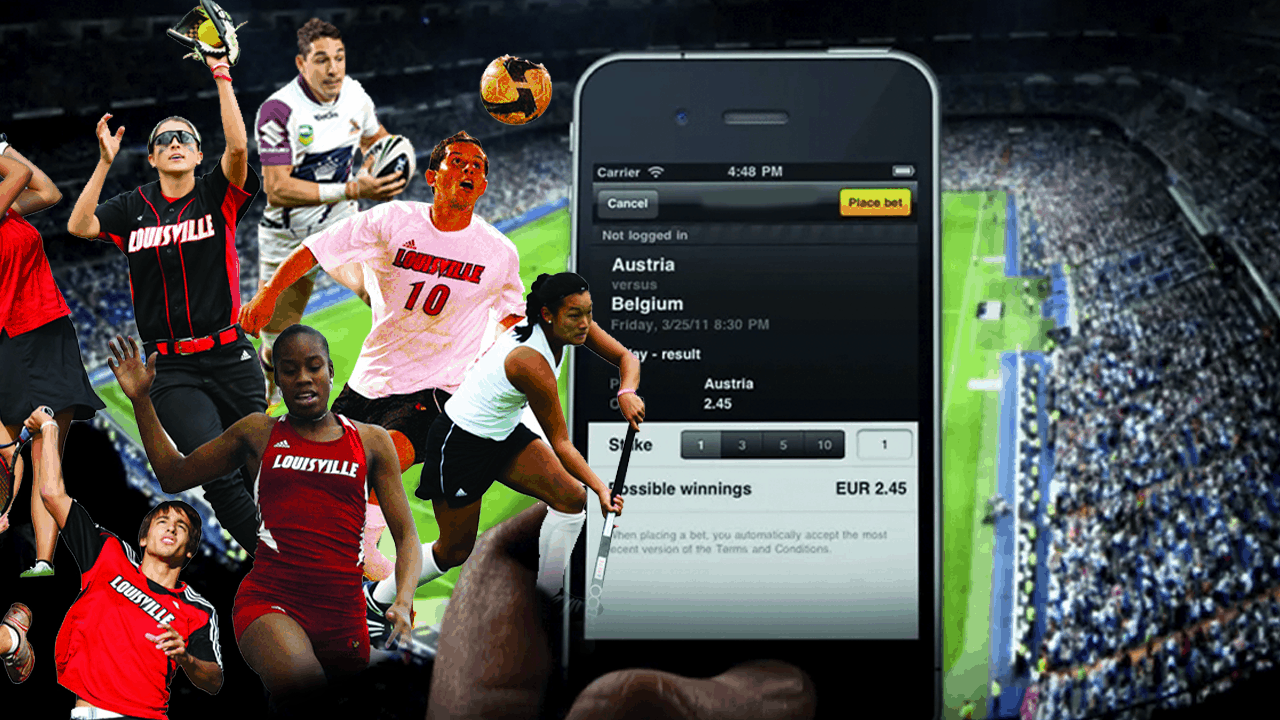 LOUISVILLE
SUZUKI
LOUISVILLE
10
LOUISVILLE
LOUISVILLE
Carrier 4:48 PM
Cancel Place bet
Not logged in
Austria
versus
Belgium
Friday, 3/25/11 8:30 PM
- result
Austria
2.45
Stake 1 3 5 10 1
Possible winnings EUR 2.45
When placing a bet, you automatically accept the most
recent version of the Terms and Conditions.